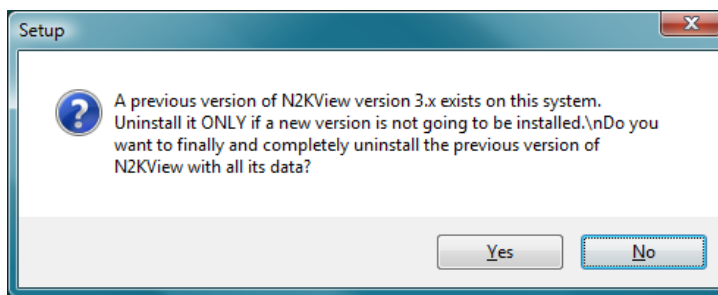 Setup
A previous version of N2KView version 3.x exists on this system.
Uninstall it ONLY if a new version is not going to be installed.\nDo you
want to finally and completely uninstall the previous version of
N2KView with all its data?
Yes
No